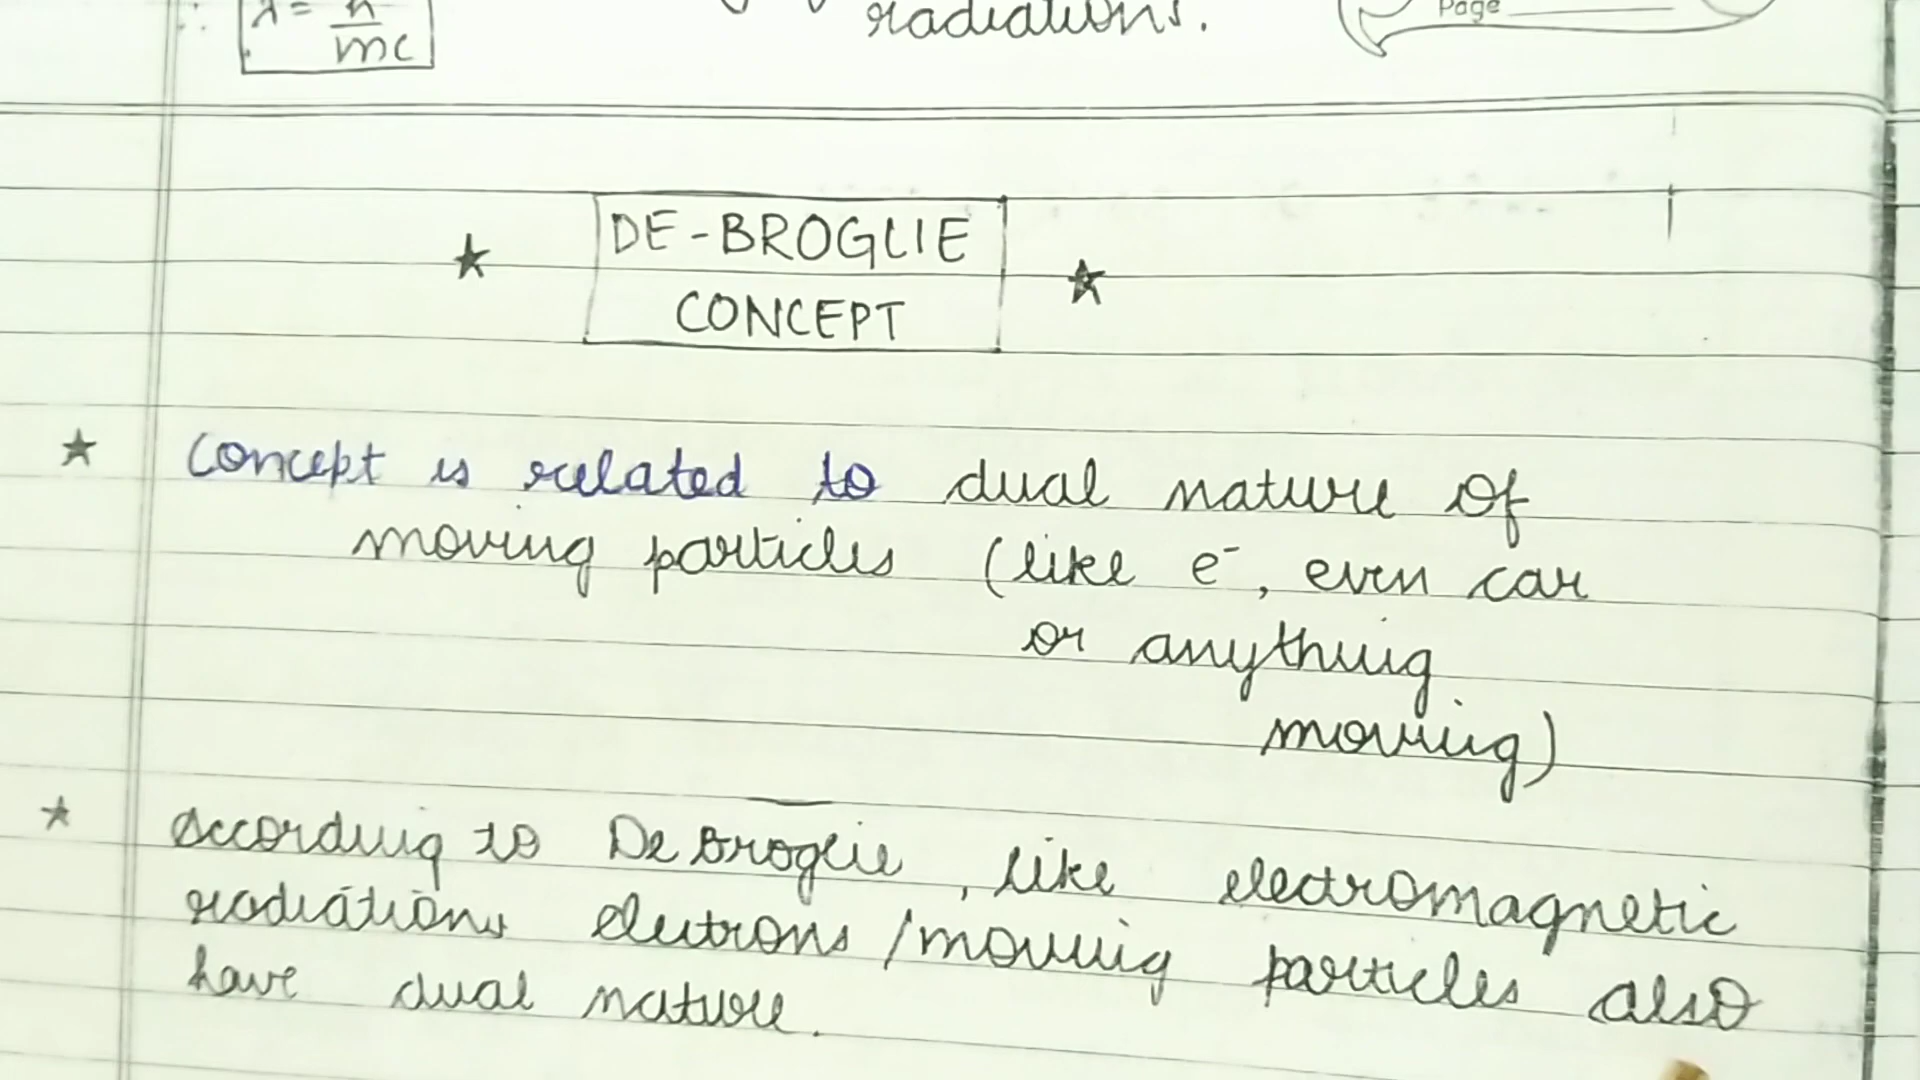 ∴ λ = h/mc
radiations.
Page
DE-BROGLIE
CONCEPT
★ Concept is related to dual nature of
moving particles (like e⁻, even car
or anything
moving)
★ According to De Broglie, like electromagnetic
radiations electrons / moving particles also
have dual nature.